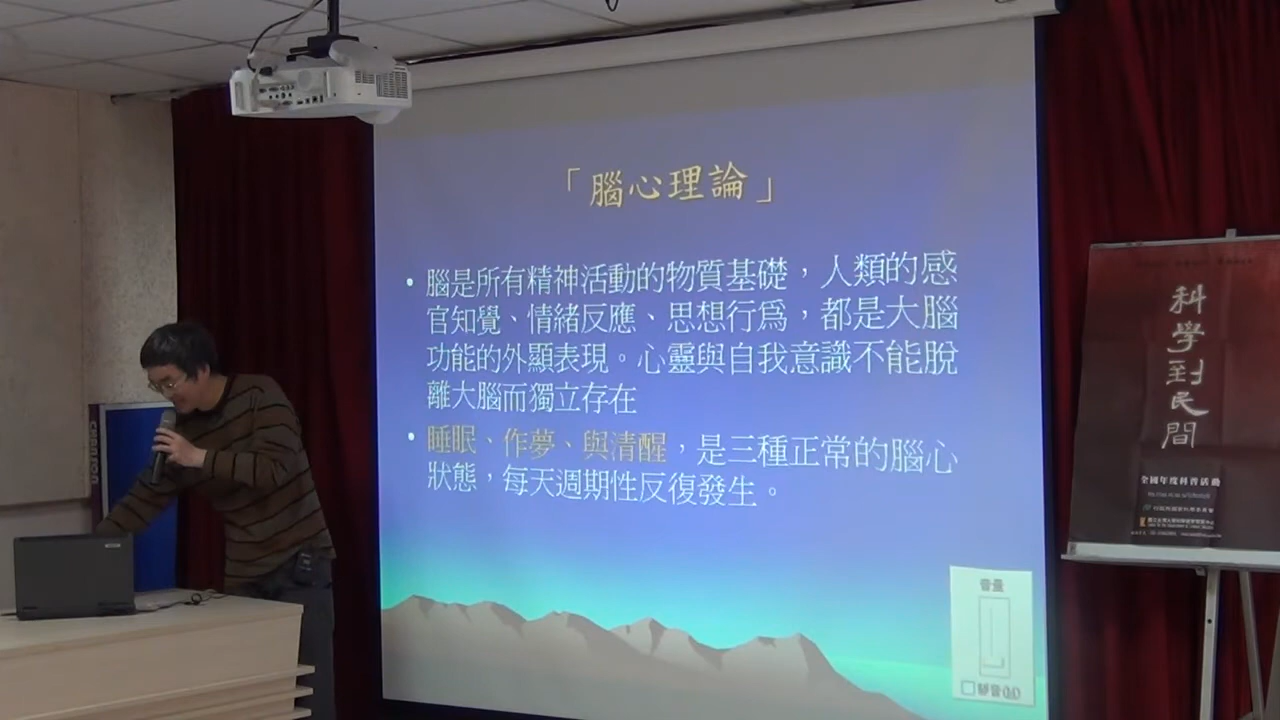 「腦心理論」
• 腦是所有精神活動的物質基礎，人類的感
官知覺、情緒反應、思想行為，都是大腦
功能的外顯表現。心靈與自我意識不能脫
離大腦而獨立存在
• 睡眠、作夢、與清醒，是三種正常的腦心
狀態，每天週期性反復發生。
音量
靜音(M)
科學到民間
全國年度科普活動